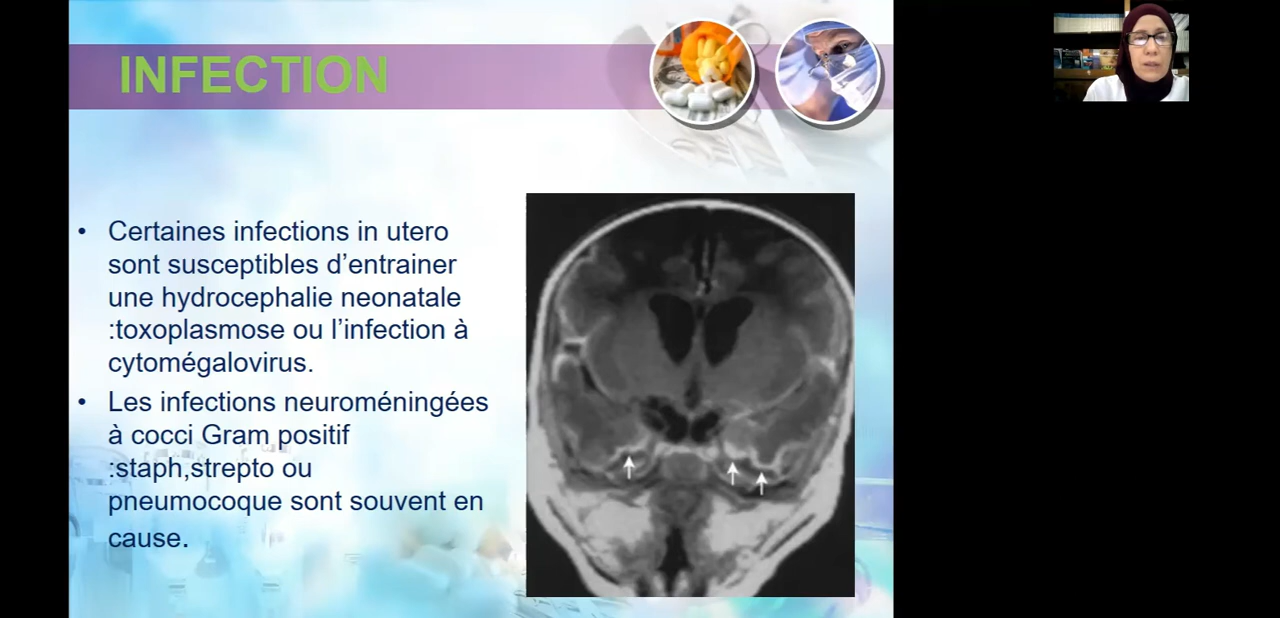 INFECTION
• Certaines infections in utero
sont susceptibles d’entrainer
une hydrocephalie neonatale
:toxoplasmose ou l’infection à
cytomégalovirus.
• Les infections neuroméningées
à cocci Gram positif
:staph,strepto ou
pneumocoque sont souvent en
cause.